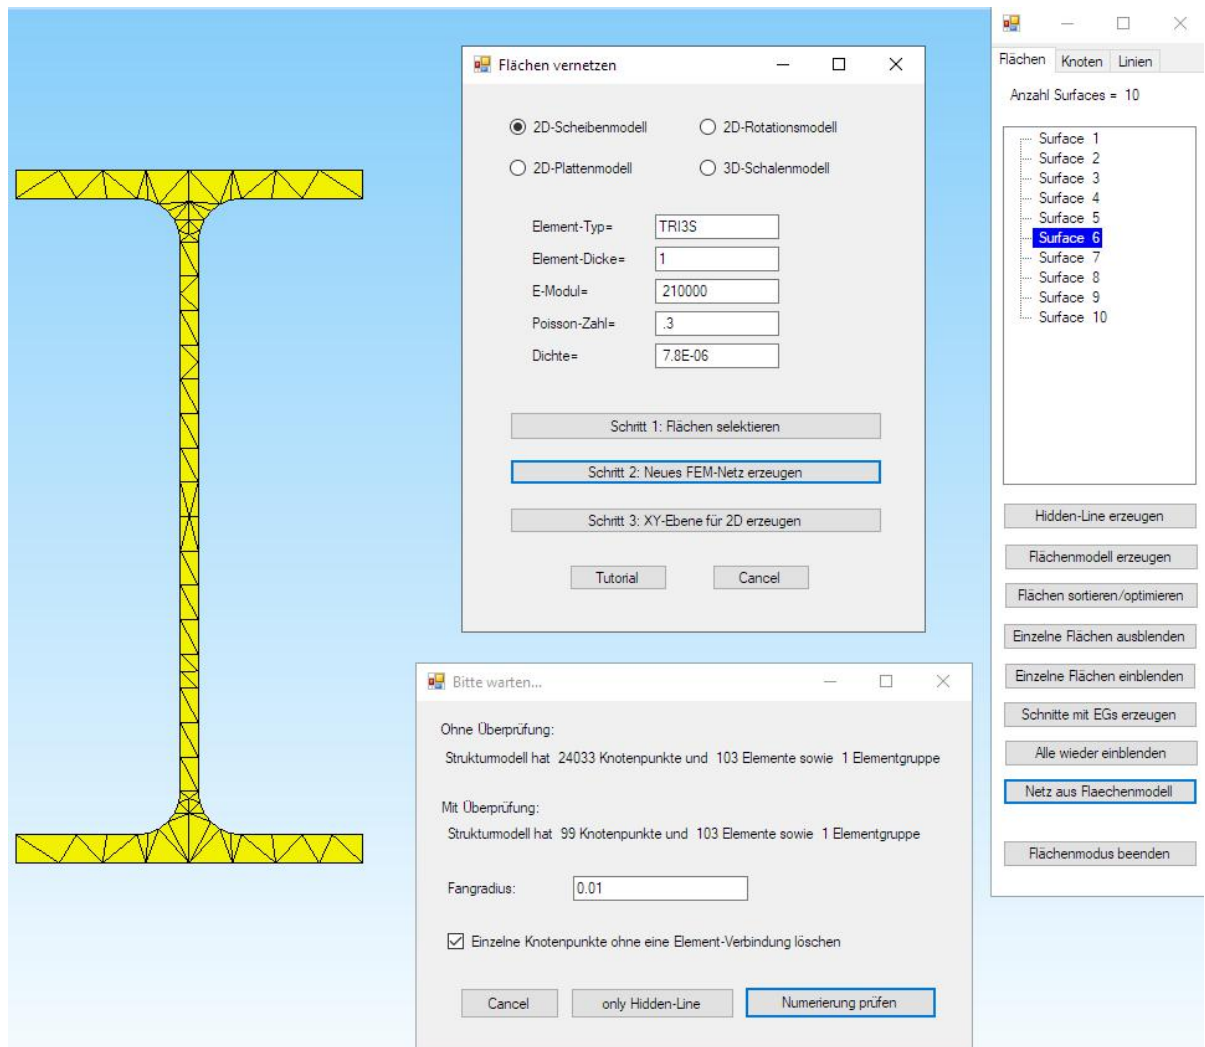 Flächen vernetzen
2D-Scheibenmodell 2D-Rotationsmodell
2D-Plattenmodell 3D-Schalenmodell
Element-Typ= TRI3S
Element-Dicke= 1
E-Modul= 210000
Poisson-Zahl= .3
Dichte= 7.8E-06
Schritt 1: Flächen selektieren
Schritt 2: Neues FEM-Netz erzeugen
Schritt 3: XY-Ebene für 2D erzeugen
Tutorial Cancel
Bitte warten...
Ohne Überprüfung:
Strukturmodell hat 24033 Knotenpunkte und 103 Elemente sowie 1 Elementgruppe
Mit Überprüfung:
Strukturmodell hat 99 Knotenpunkte und 103 Elemente sowie 1 Elementgruppe
Fangradius: 0.01
Einzelne Knotenpunkte ohne eine Element-Verbindung löschen
Cancel only Hidden-Line Numerierung prüfen
Flächen Knoten Linien
Anzahl Surfaces = 10
Surface 1
Surface 2
Surface 3
Surface 4
Surface 5
Surface 6
Surface 7
Surface 8
Surface 9
Surface 10
Hidden-Line erzeugen
Flächenmodell erzeugen
Flächen sortieren/optimieren
Einzelne Flächen ausblenden
Einzelne Flächen einblenden
Schnitte mit EGs erzeugen
Alle wieder einblenden
Netz aus Flaechenmodell
Flächenmodus beenden